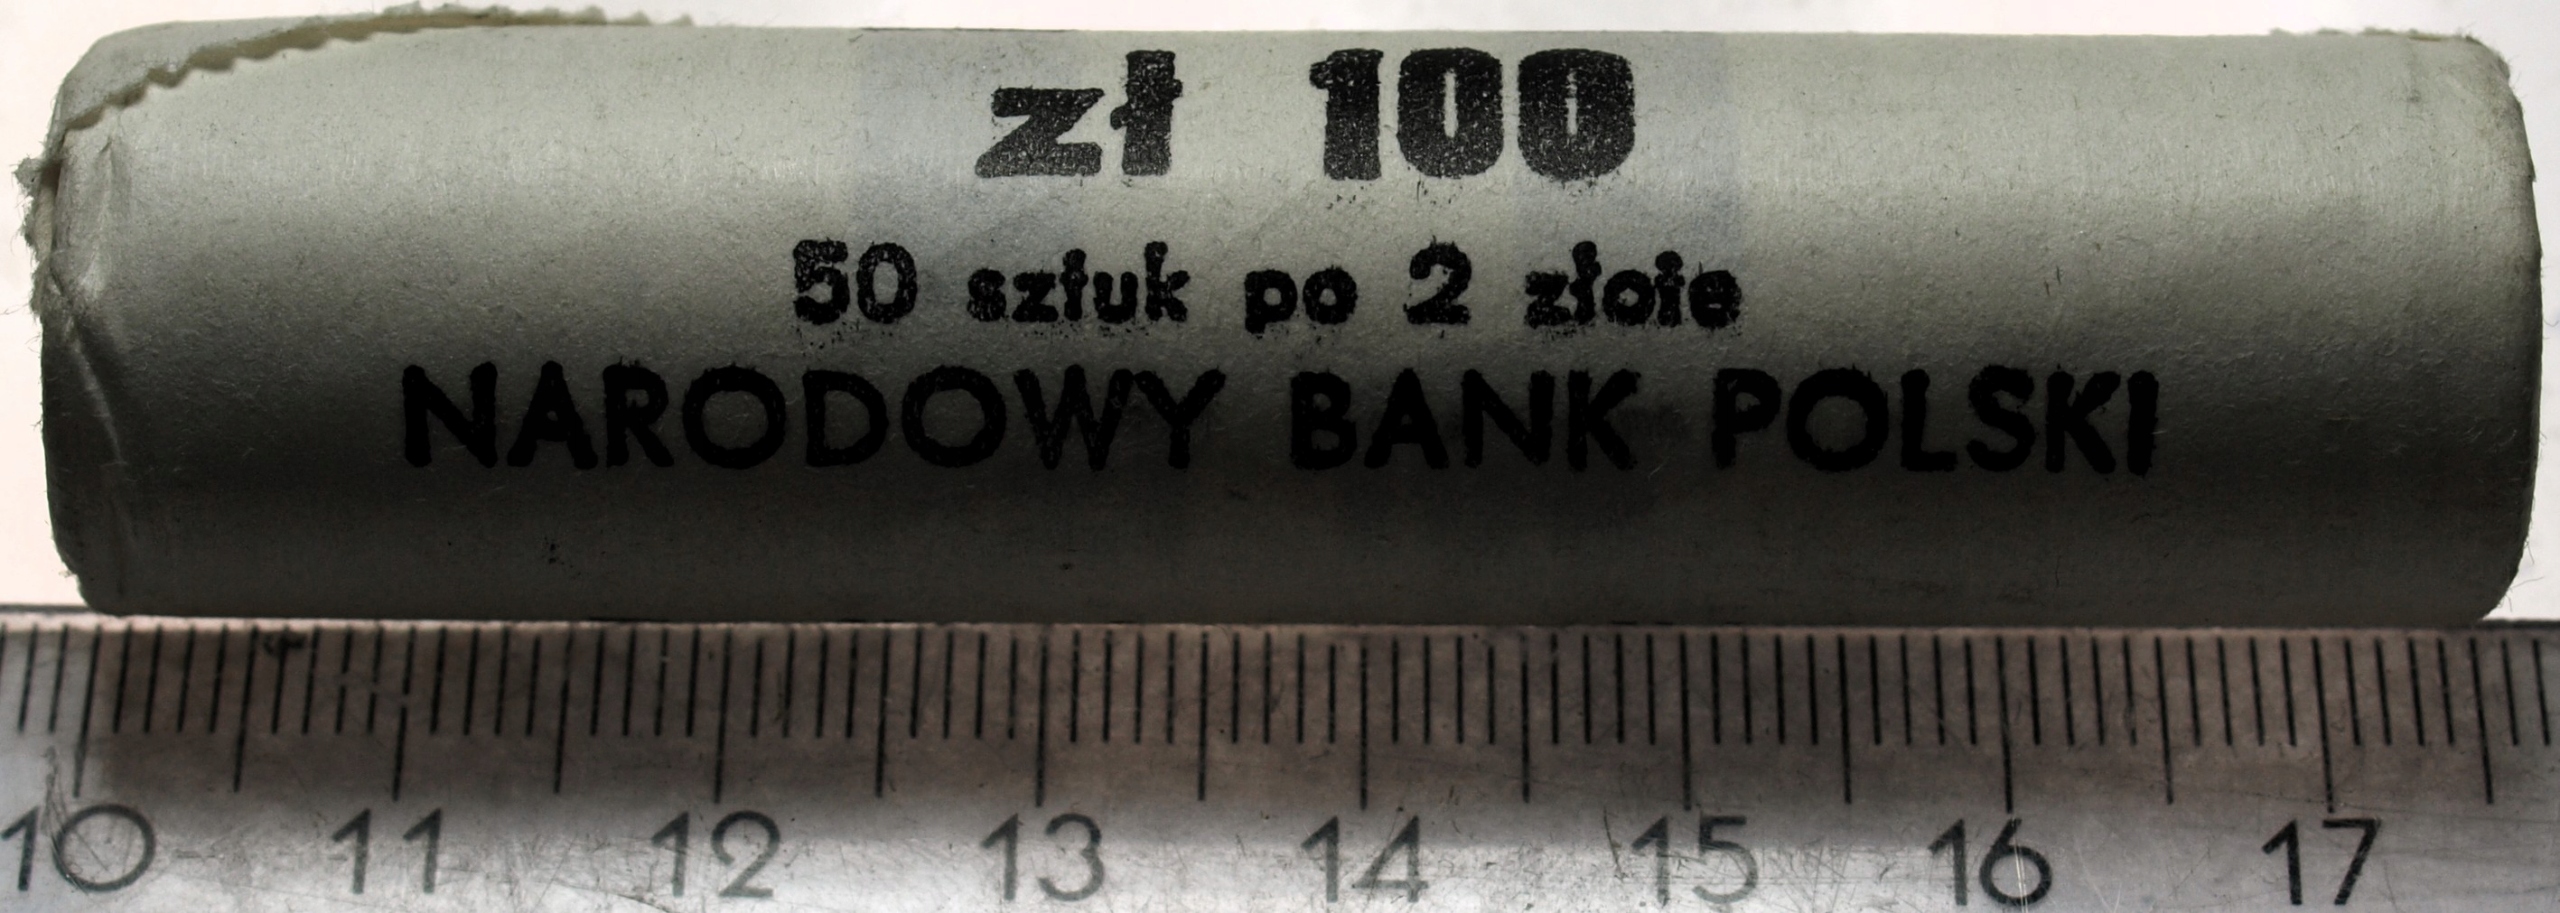 zł 100
50 sztuk po 2 złote
NARODOWY BANK POLSKI
10 11 12 13 14 15 16 17